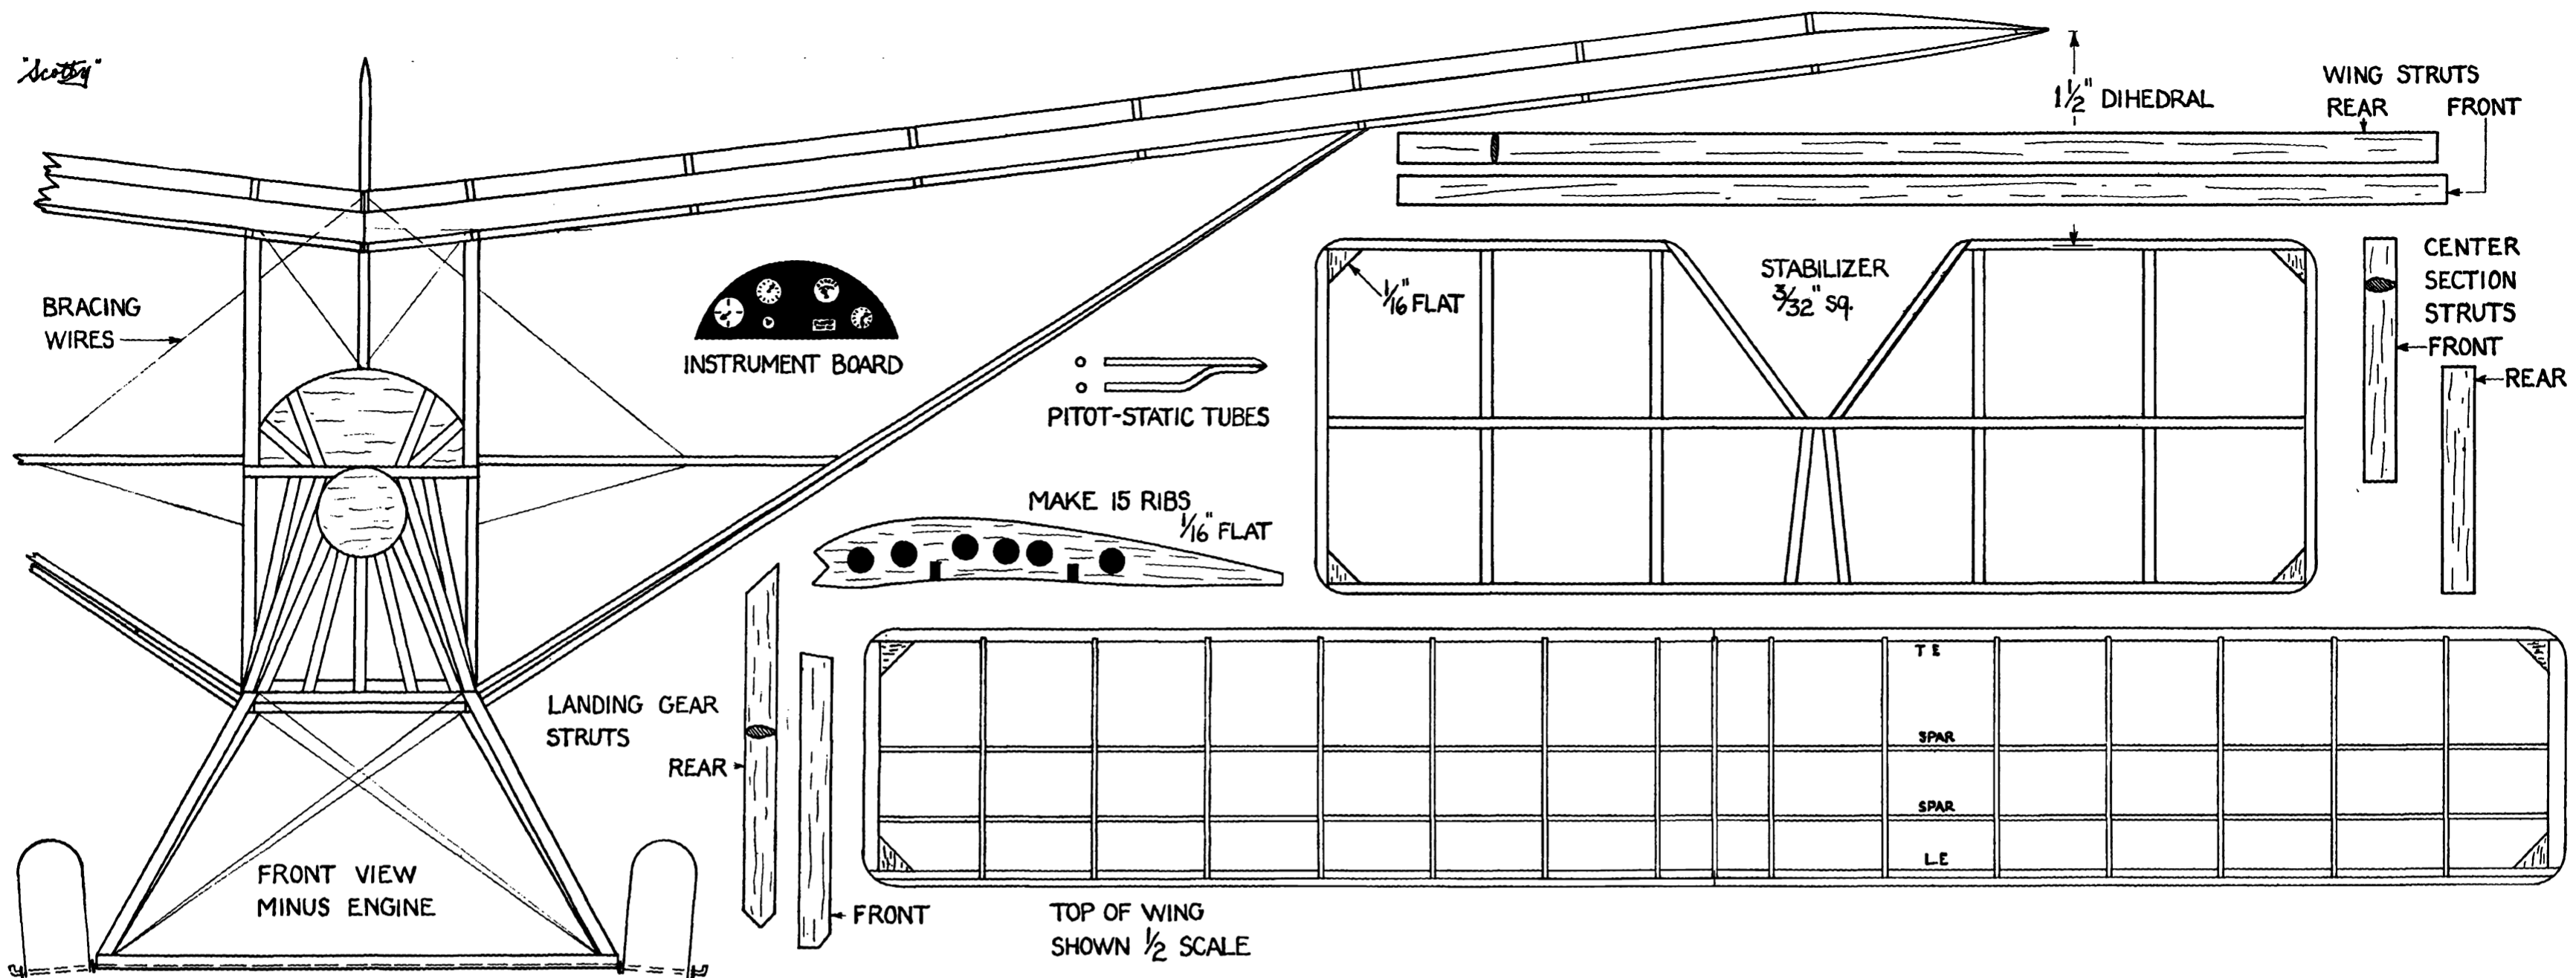 "Scotty"
1 1/2" DIHEDRAL
WING STRUTS
REAR FRONT
BRACING
WIRES
INSTRUMENT BOARD
PITOT-STATIC TUBES
1/16" FLAT
STABILIZER
3/32" SQ.
CENTER
SECTION
STRUTS
FRONT
REAR
MAKE 15 RIBS
1/16" FLAT
LANDING GEAR
STRUTS
REAR
FRONT
T E
SPAR
SPAR
L E
FRONT VIEW
MINUS ENGINE
TOP OF WING
SHOWN 1/2 SCALE